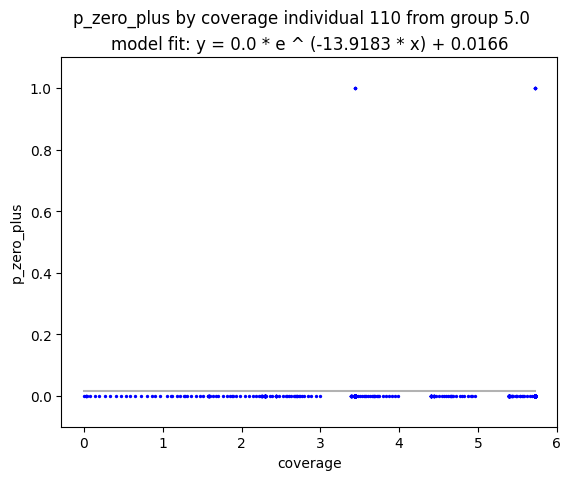 p_zero_plus by coverage individual 110 from group 5.0
model fit: y = 0.0 * e ^ (-13.9183 * x) + 0.0166
1.0
0.8
0.6
0.4
0.2
0.0
p_zero_plus
0 1 2 3 4 5 6
coverage